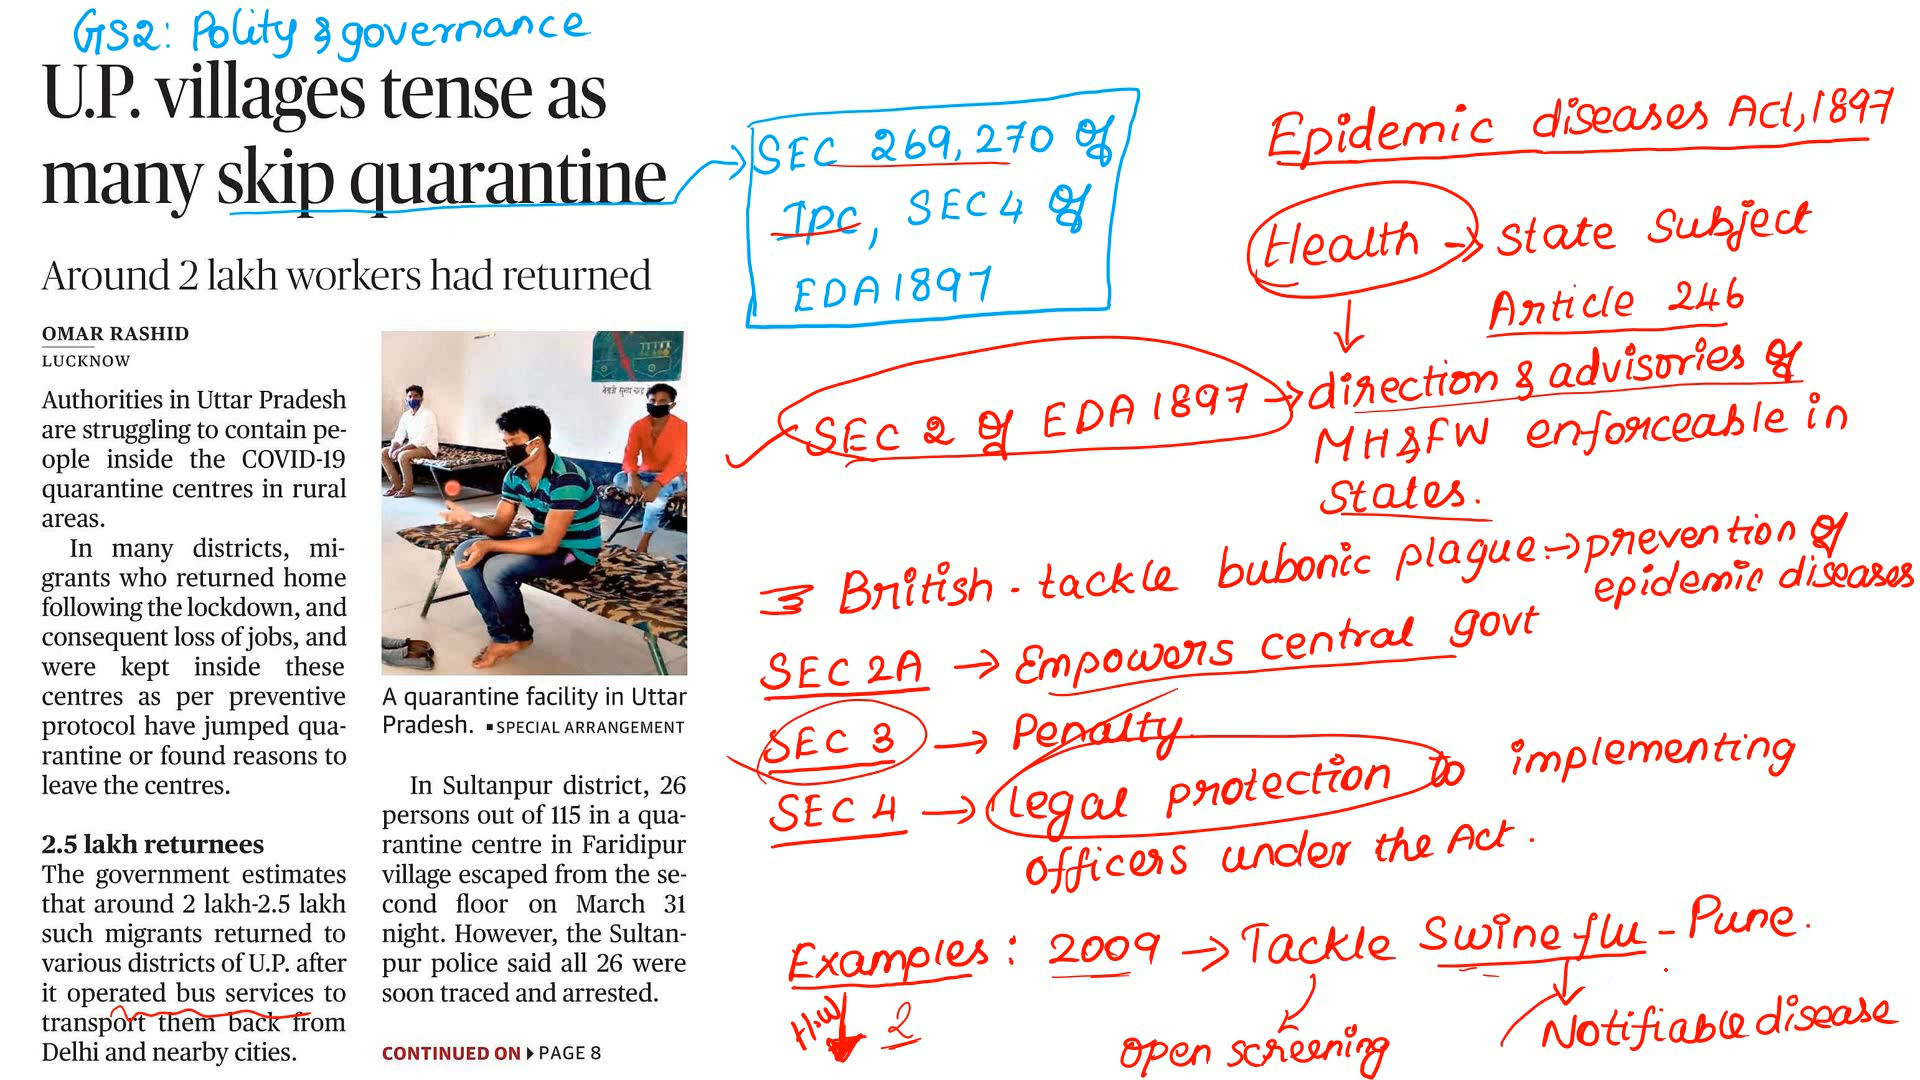 GS2: Polity & governance
U.P. villages tense as
many skip quarantine
Around 2 lakh workers had returned
OMAR RASHID
LUCKNOW
Authorities in Uttar Pradesh
are struggling to contain pe-
ople inside the COVID-19
quarantine centres in rural
areas.
In many districts, mi-
grants who returned home
following the lockdown, and
consequent loss of jobs, and
were kept inside these
centres as per preventive
protocol have jumped qua-
rantine or found reasons to
leave the centres.
2.5 lakh returnees
The government estimates
that around 2 lakh-2.5 lakh
such migrants returned to
various districts of U.P. after
it operated bus services to
transport them back from
Delhi and nearby cities.
A quarantine facility in Uttar
Pradesh. ▪SPECIAL ARRANGEMENT
In Sultanpur district, 26
persons out of 115 in a qua-
rantine centre in Faridipur
village escaped from the se-
cond floor on March 31
night. However, the Sultan-
pur police said all 26 were
soon traced and arrested.
CONTINUED ON ▸ PAGE 8
SEC 269, 270 of
IPC, SEC 4 of
EDA 1897
Epidemic diseases Act, 1897
Health → state subject
Article 246
SEC 2 of EDA 1897 → direction & advisories of
MH&FW enforceable in
States.
British - tackle bubonic plague → prevention of
epidemic diseases
SEC 2A → Empowers central govt
SEC 3 → Penalty
SEC 4 → legal protection to implementing
officers under the Act.
Examples: 2009 → Tackle Swine flu - Pune.
H.W 2
open screening
Notifiable disease